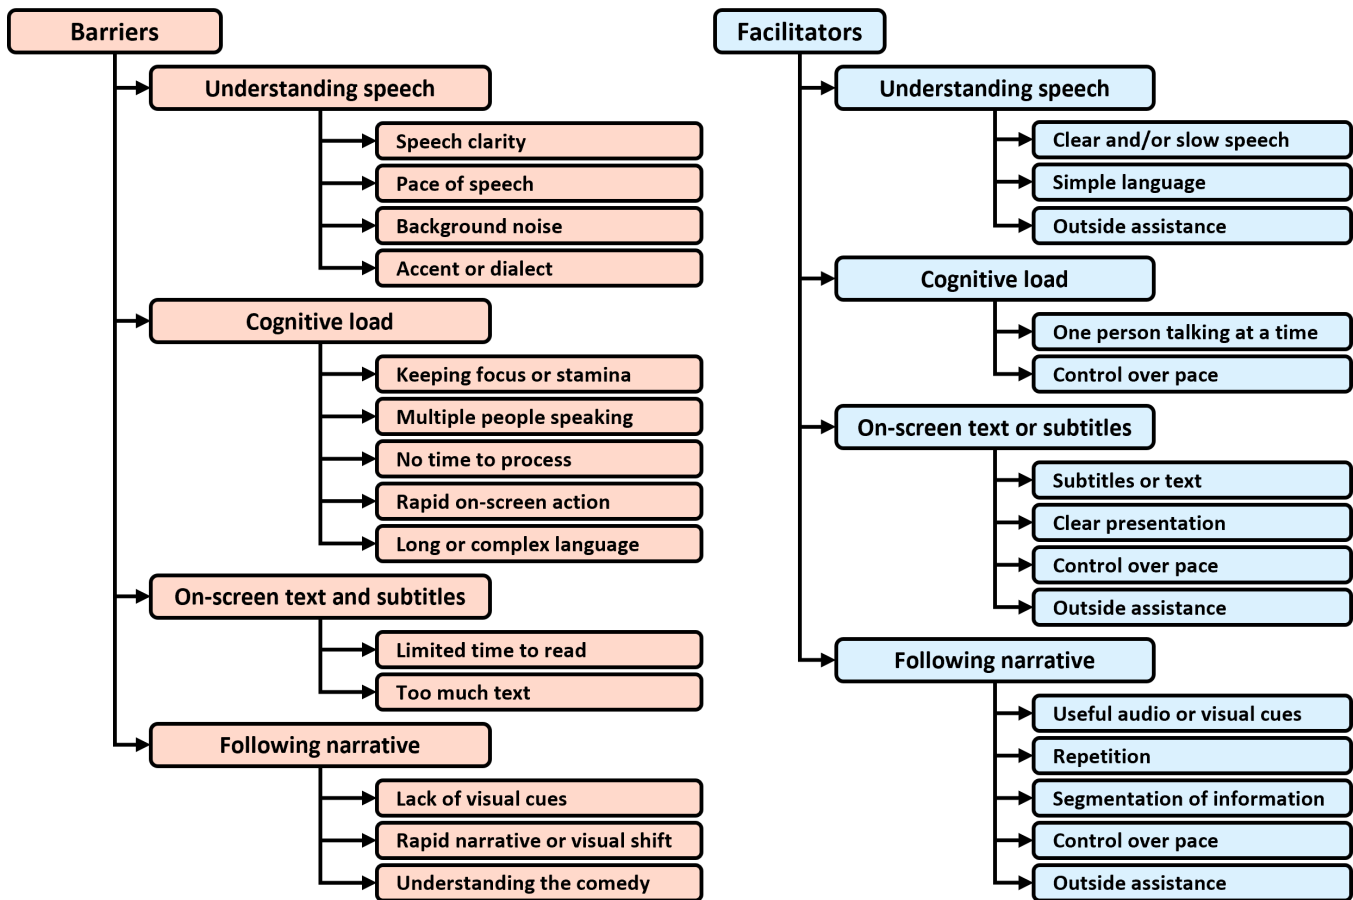 Barriers
Understanding speech
Speech clarity
Pace of speech
Background noise
Accent or dialect
Cognitive load
Keeping focus or stamina
Multiple people speaking
No time to process
Rapid on-screen action
Long or complex language
On-screen text and subtitles
Limited time to read
Too much text
Following narrative
Lack of visual cues
Rapid narrative or visual shift
Understanding the comedy
Facilitators
Understanding speech
Clear and/or slow speech
Simple language
Outside assistance
Cognitive load
One person talking at a time
Control over pace
On-screen text or subtitles
Subtitles or text
Clear presentation
Control over pace
Outside assistance
Following narrative
Useful audio or visual cues
Repetition
Segmentation of information
Control over pace
Outside assistance